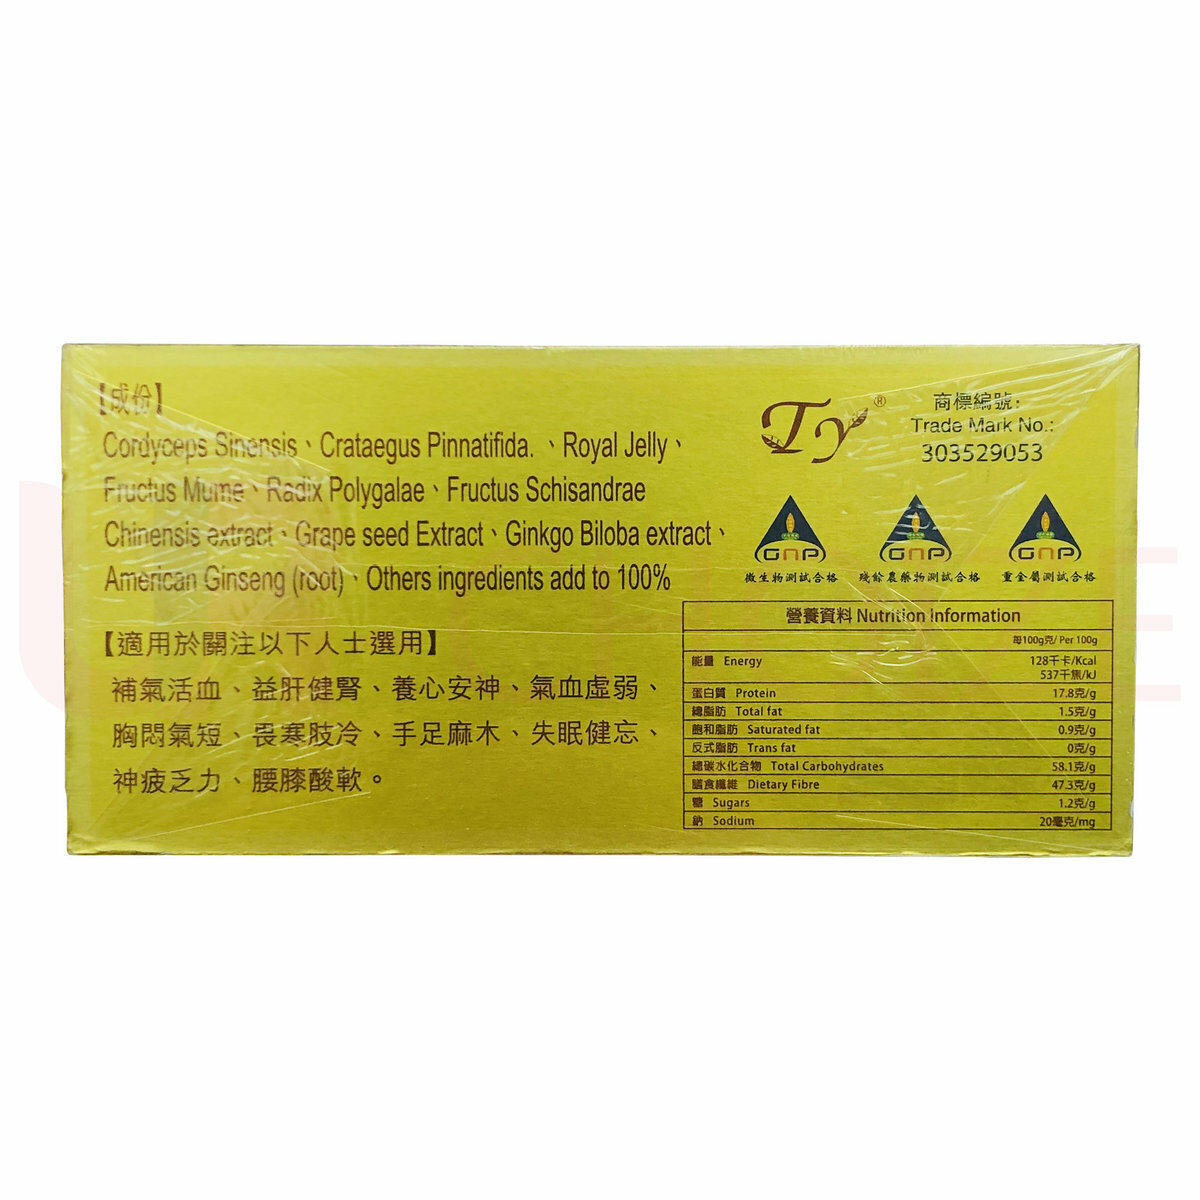 【成份】
Cordyceps Sinensis、Crataegus Pinnatifida. 、Royal Jelly、
Fructus Mume、Radix Polygalae、Fructus Schisandrae
Chinensis extract、Grape seed Extract、Ginkgo Biloba extract、
American Ginseng (root)、Others ingredients add to 100%
【適用於關注以下人士選用】
補氣活血、益肝健腎、養心安神、氣血虛弱、
胸悶氣短、畏寒肢冷、手足麻木、失眠健忘、
神疲乏力、腰膝酸軟。
Ty®
商標編號:
Trade Mark No.:
303529053
GNP GNP GNP
微生物測試合格 殘餘農藥物測試合格 重金屬測試合格
營養資料 Nutrition Information
每100g克/ Per 100g
能量 Energy 128千卡/Kcal
537千焦/kJ
蛋白質 Protein 17.8克/g
總脂肪 Total fat 1.5克/g
飽和脂肪 Saturated fat 0.9克/g
反式脂肪 Trans fat 0克/g
總碳水化合物 Total Carbohydrates 58.1克/g
膳食纖維 Dietary Fibre 47.3克/g
糖 Sugars 1.2克/g
鈉 Sodium 20毫克/mg